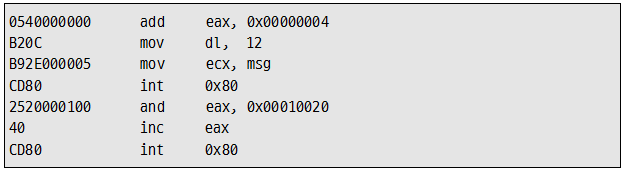 0540000000 add eax, 0x00000004
B20C mov dl, 12
B92E000005 mov ecx, msg
CD80 int 0x80
2520000100 and eax, 0x00010020
40 inc eax
CD80 int 0x80